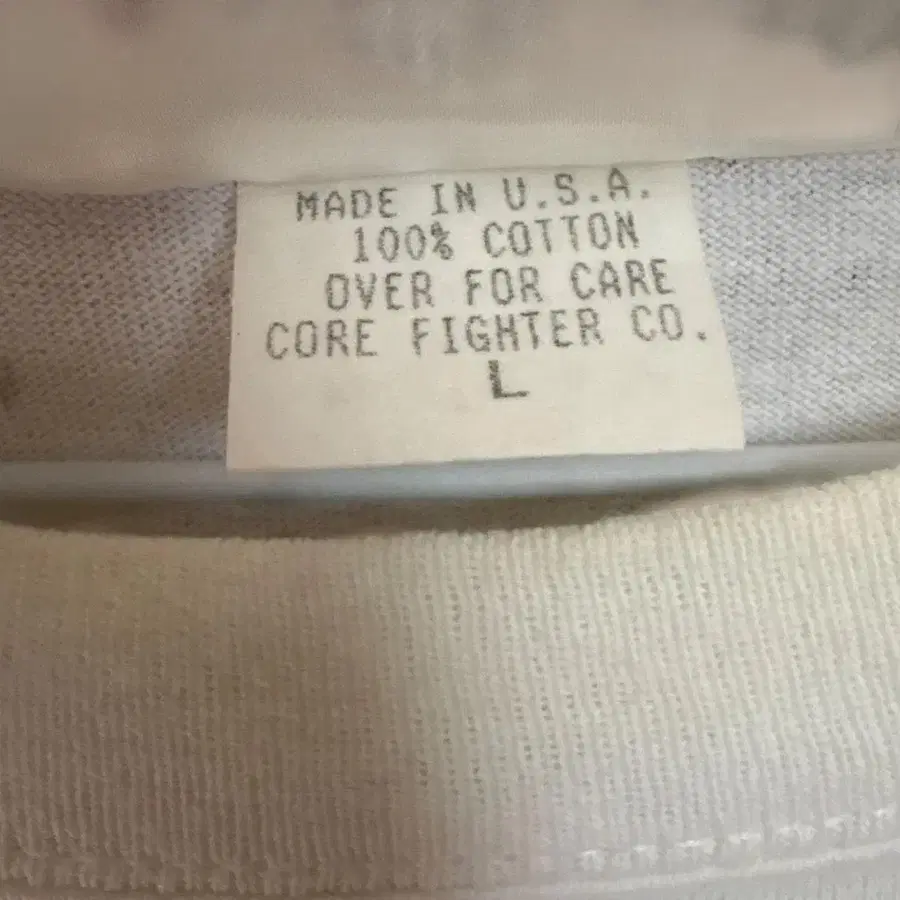 MADE IN U.S.A.
100% COTTON
OVER FOR CARE
CORE FIGHTER CO.
L